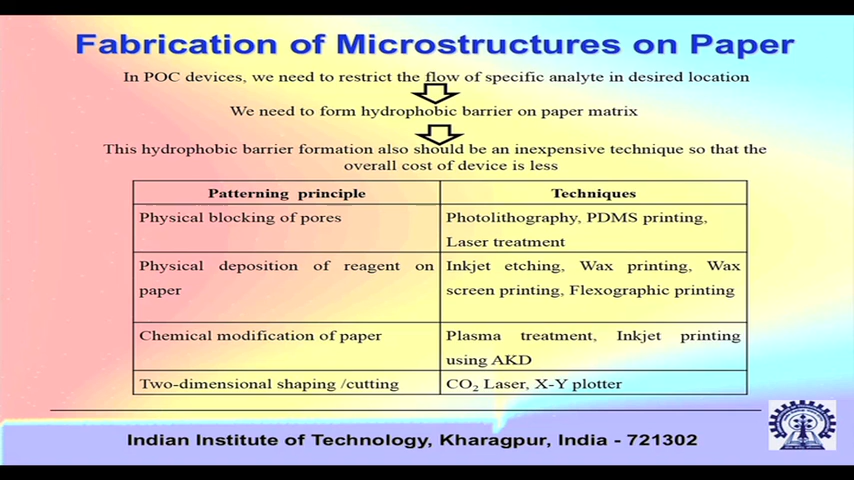 Fabrication of Microstructures on Paper
In POC devices, we need to restrict the flow of specific analyte in desired location
We need to form hydrophobic barrier on paper matrix
This hydrophobic barrier formation also should be an inexpensive technique so that the
overall cost of device is less
Patterning principle
Techniques
Physical blocking of pores
Photolithography, PDMS printing,
Laser treatment
Physical deposition of reagent on
paper
Inkjet etching, Wax printing, Wax
screen printing, Flexographic printing
Chemical modification of paper
Plasma treatment, Inkjet printing
using AKD
Two-dimensional shaping /cutting
CO₂ Laser, X-Y plotter
Indian Institute of Technology, Kharagpur, India - 721302